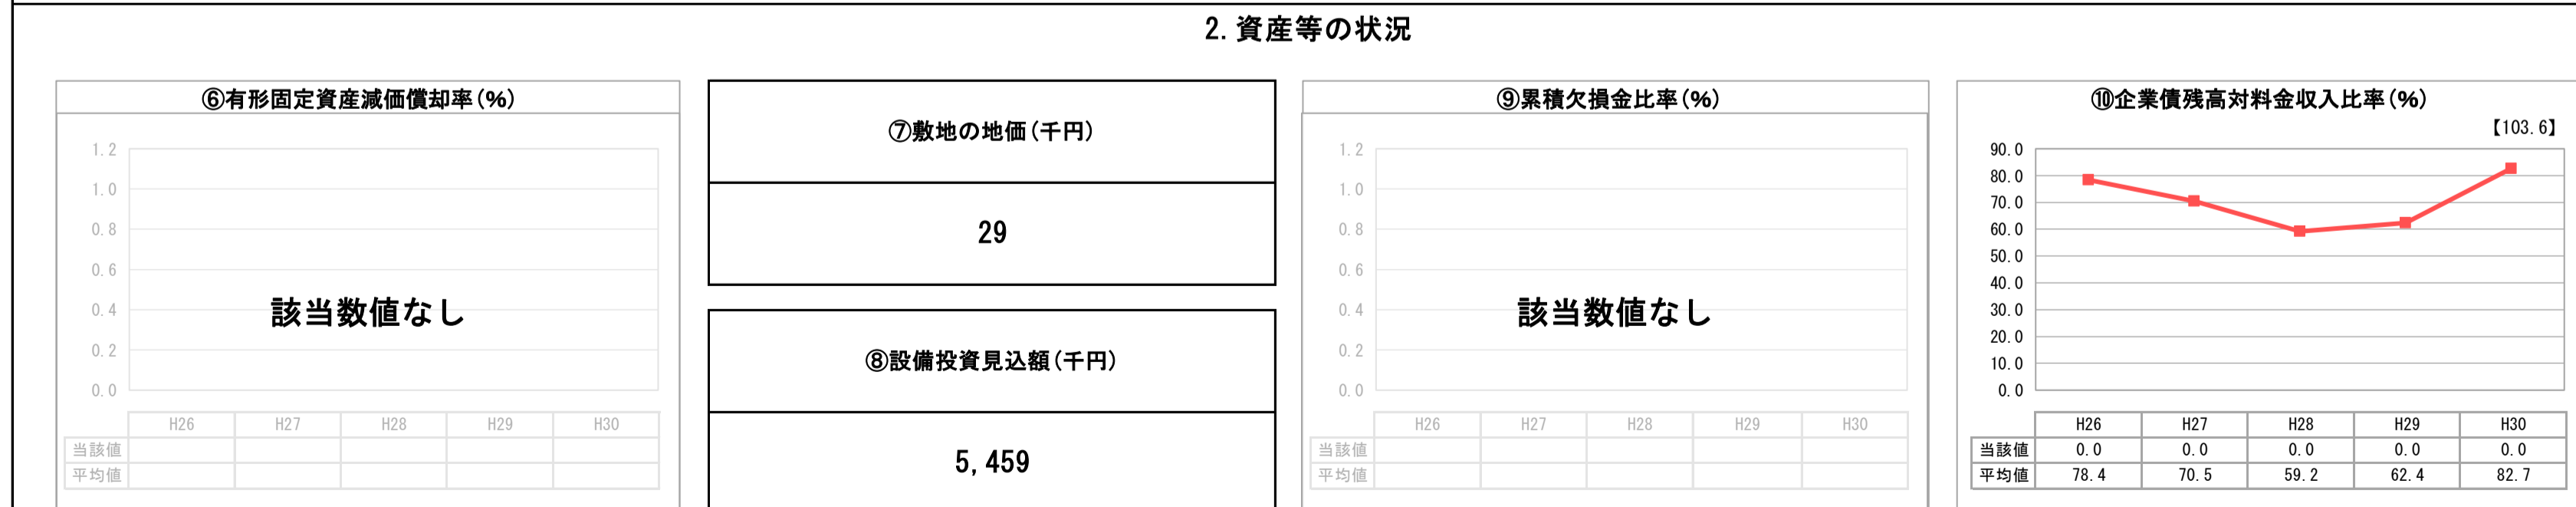 2. 資産等の状況
⑥有形固定資産減価償却率(%)
1.2
1.0
0.8
0.6
0.4
0.2
0.0
該当数値なし
H26 H27 H28 H29 H30
当該値
平均値
⑦敷地の地価(千円)
29
⑧設備投資見込額(千円)
5,459
⑨累積欠損金比率(%)
1.2
1.0
0.8
0.6
0.4
0.2
0.0
該当数値なし
H26 H27 H28 H29 H30
当該値
平均値
⑩企業債残高対料金収入比率(%)
【103.6】
90.0
80.0
70.0
60.0
50.0
40.0
30.0
20.0
10.0
0.0
H26 H27 H28 H29 H30
当該値 0.0 0.0 0.0 0.0 0.0
平均値 78.4 70.5 59.2 62.4 82.7